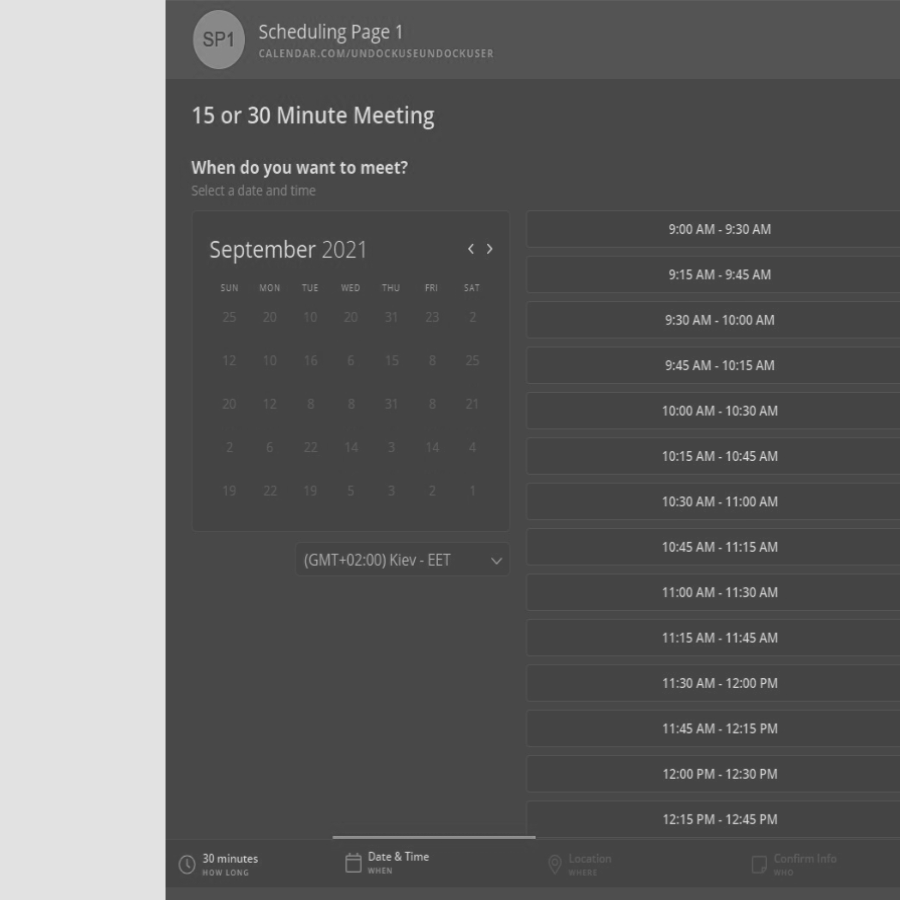 SP1
Scheduling Page 1
CALENDAR.COM/UNDOCKUSEUNDOCKUSER
15 or 30 Minute Meeting
When do you want to meet?
Select a date and time
September 2021
SUN MON TUE WED THU FRI SAT
25 20 10 20 31 23 2
12 10 16 6 15 8 25
20 12 8 8 31 8 21
2 6 22 14 3 14 4
19 22 19 5 3 2 1
(GMT+02:00) Kiev - EET
9:00 AM - 9:30 AM
9:15 AM - 9:45 AM
9:30 AM - 10:00 AM
9:45 AM - 10:15 AM
10:00 AM - 10:30 AM
10:15 AM - 10:45 AM
10:30 AM - 11:00 AM
10:45 AM - 11:15 AM
11:00 AM - 11:30 AM
11:15 AM - 11:45 AM
11:30 AM - 12:00 PM
11:45 AM - 12:15 PM
12:00 PM - 12:30 PM
12:15 PM - 12:45 PM
30 minutes
HOW LONG
Date & Time
WHEN
Location
WHERE
Confirm Info
WHO